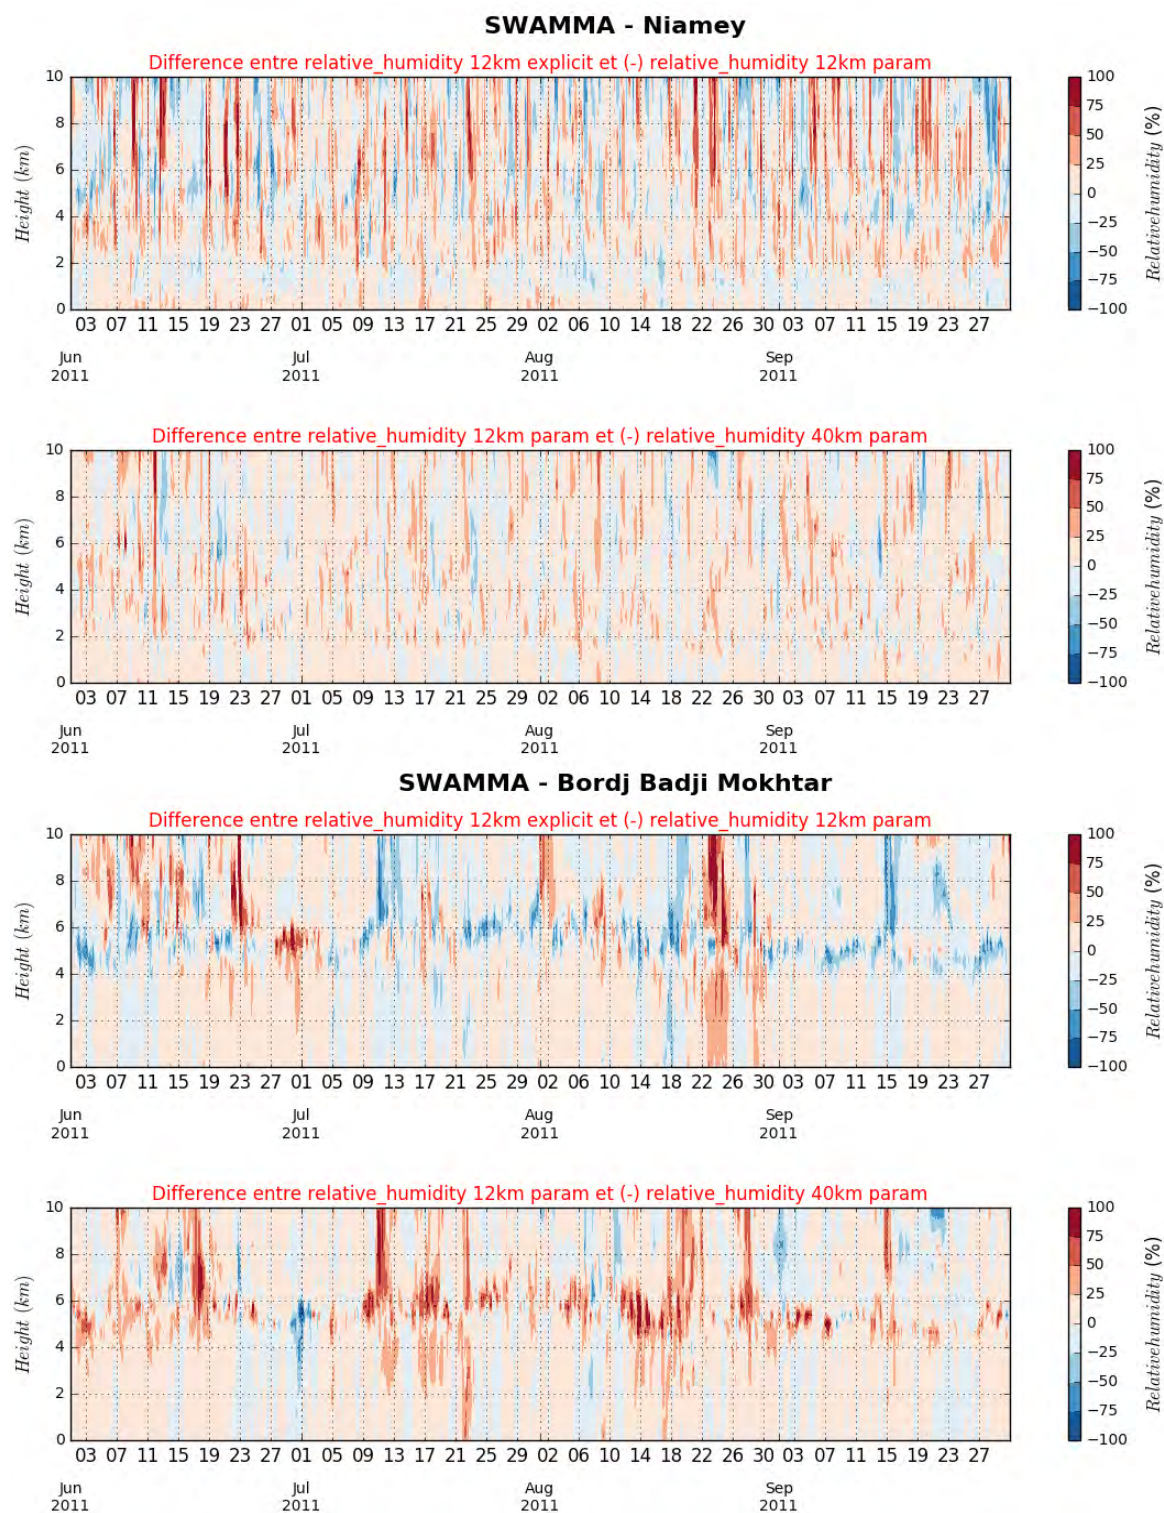 SWAMMA - Niamey
Difference entre relative_humidity 12km explicit et (-) relative_humidity 12km param
Height (km)
10
8
6
4
2
0
03 07 11 15 19 23 27 01 05 09 13 17 21 25 29 02 06 10 14 18 22 26 30 03 07 11 15 19 23 27
Jun Jul Aug Sep
2011 2011 2011 2011
100
75
50
25
0
−25
−50
−75
−100
Relativehumidity (%)
Difference entre relative_humidity 12km param et (-) relative_humidity 40km param
Height (km)
10
8
6
4
2
0
03 07 11 15 19 23 27 01 05 09 13 17 21 25 29 02 06 10 14 18 22 26 30 03 07 11 15 19 23 27
Jun Jul Aug Sep
2011 2011 2011 2011
100
75
50
25
0
−25
−50
−75
−100
Relativehumidity (%)
SWAMMA - Bordj Badji Mokhtar
Difference entre relative_humidity 12km explicit et (-) relative_humidity 12km param
Height (km)
10
8
6
4
2
0
03 07 11 15 19 23 27 01 05 09 13 17 21 25 29 02 06 10 14 18 22 26 30 03 07 11 15 19 23 27
Jun Jul Aug Sep
2011 2011 2011 2011
100
75
50
25
0
−25
−50
−75
−100
Relativehumidity (%)
Difference entre relative_humidity 12km param et (-) relative_humidity 40km param
Height (km)
10
8
6
4
2
0
03 07 11 15 19 23 27 01 05 09 13 17 21 25 29 02 06 10 14 18 22 26 30 03 07 11 15 19 23 27
Jun Jul Aug Sep
2011 2011 2011 2011
100
75
50
25
0
−25
−50
−75
−100
Relativehumidity (%)